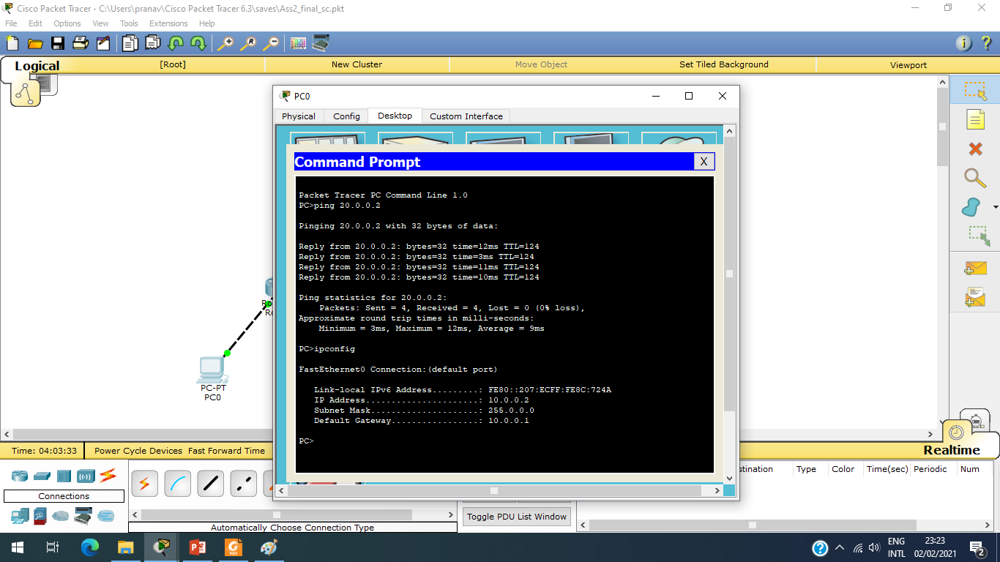 Cisco Packet Tracer - C:\Users\pranav\Cisco Packet Tracer 6.3\saves\Ass2_final_sc.pkt
File Edit Options View Tools Extensions Help
Logical [Root] New Cluster Move Object Set Tiled Background Viewport
PC0
Physical Config Desktop Custom Interface
Command Prompt X
Packet Tracer PC Command Line 1.0
PC>ping 20.0.0.2
Pinging 20.0.0.2 with 32 bytes of data:
Reply from 20.0.0.2: bytes=32 time=12ms TTL=124
Reply from 20.0.0.2: bytes=32 time=3ms TTL=124
Reply from 20.0.0.2: bytes=32 time=11ms TTL=124
Reply from 20.0.0.2: bytes=32 time=10ms TTL=124
Ping statistics for 20.0.0.2:
Packets: Sent = 4, Received = 4, Lost = 0 (0% loss),
Approximate round trip times in milli-seconds:
Minimum = 3ms, Maximum = 12ms, Average = 9ms
PC>ipconfig
FastEthernet0 Connection:(default port)
Link-local IPv6 Address.........: FE80::207:ECFF:FE8C:724A
IP Address......................: 10.0.0.2
Subnet Mask.....................: 255.0.0.0
Default Gateway.................: 10.0.0.1
PC>
PC-PT
PC0
Time: 04:03:33 Power Cycle Devices Fast Forward Time Realtime
stination Type Color Time(sec) Periodic Num
Connections
Toggle PDU List Window
Automatically Choose Connection Type
ENG 23:23
INTL 02/02/2021 2